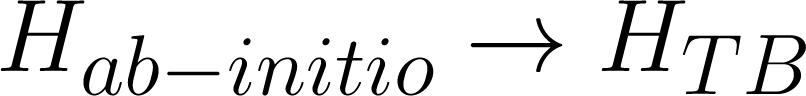 H_{ab-initio} → H_{TB}